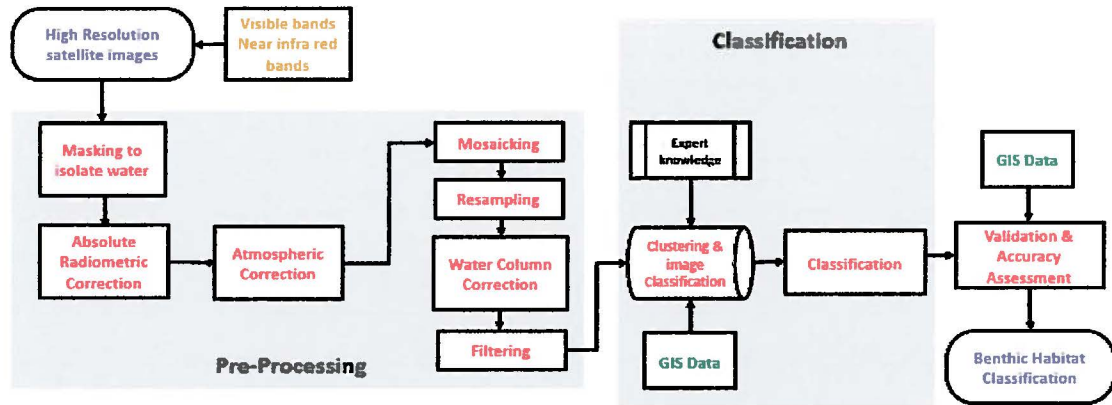 High Resolution
satellite images
Visible bands
Near infra red
bands
Classification
Masking to
isolate water
Absolute
Radiometric
Correction
Atmospheric
Correction
Mosaicking
Resampling
Water Column
Correction
Filtering
Pre-Processing
Expert
knowledge
Clustering &
image
Classification
GIS Data
Classification
GIS Data
Validation &
Accuracy
Assessment
Benthic Habitat
Classification